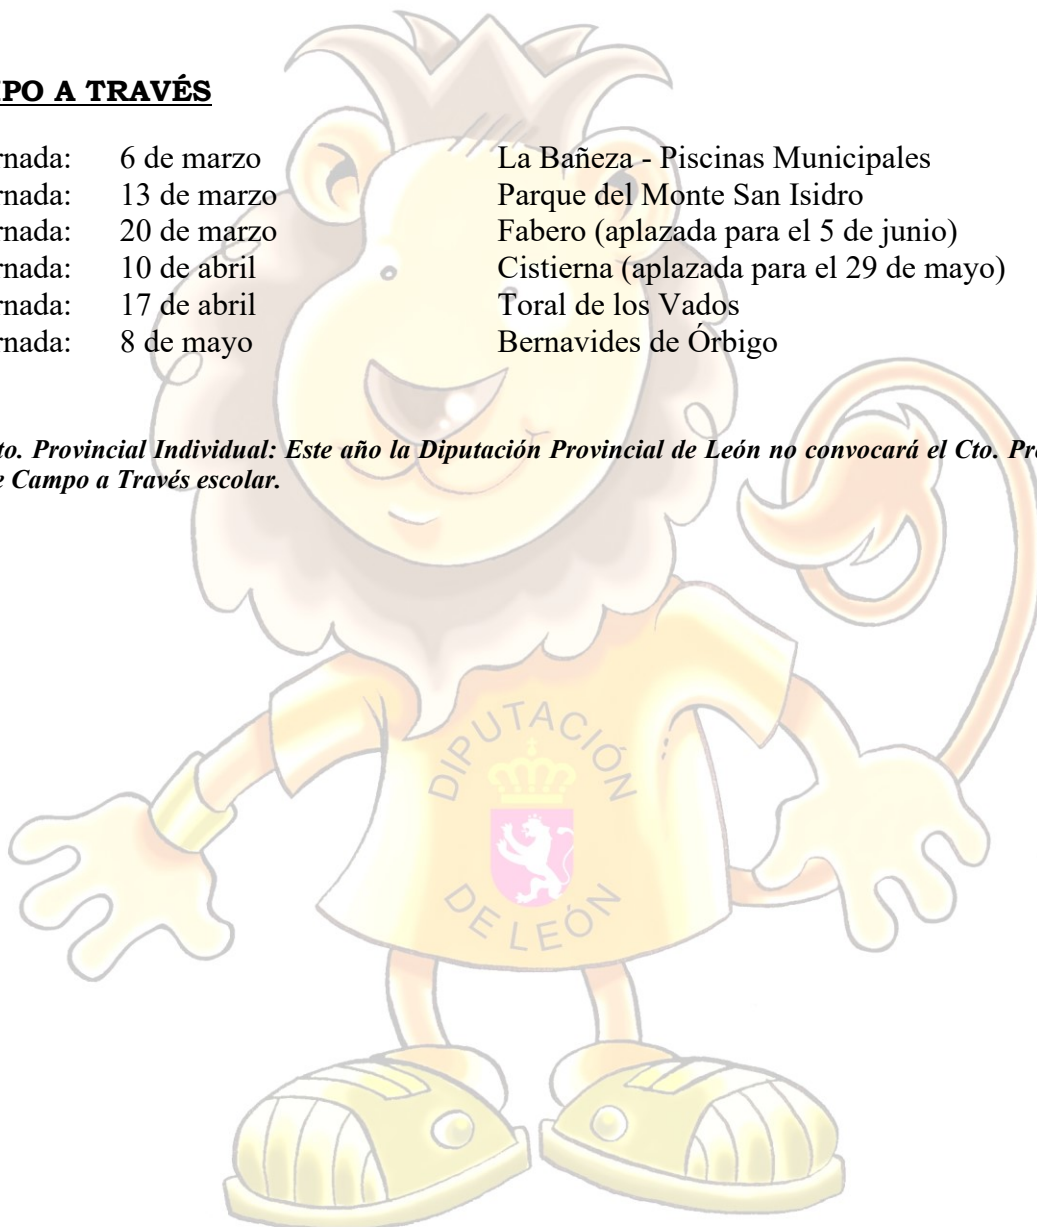 PO A TRAVÉS
rnada: 6 de marzo La Bañeza - Piscinas Municipales
rnada: 13 de marzo Parque del Monte San Isidro
rnada: 20 de marzo Fabero (aplazada para el 5 de junio)
rnada: 10 de abril Cistierna (aplazada para el 29 de mayo)
rnada: 17 de abril Toral de los Vados
rnada: 8 de mayo Bernavides de Órbigo
to. Provincial Individual: Este año la Diputación Provincial de León no convocará el Cto. Pr
e Campo a Través escolar.
DIPUTACIÓN
DE LEÓN